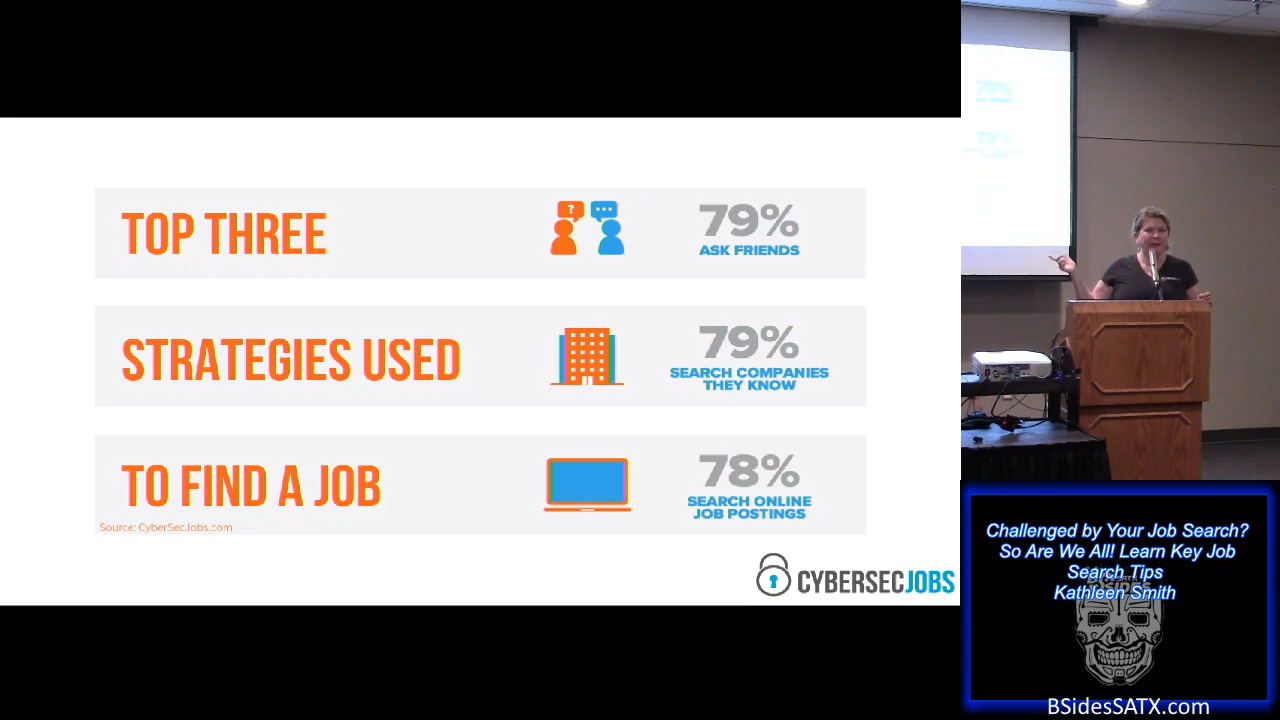 TOP THREE
?
79%
ASK FRIENDS
STRATEGIES USED
79%
SEARCH COMPANIES
THEY KNOW
TO FIND A JOB
78%
SEARCH ONLINE
JOB POSTINGS
Source: CyberSecJobs.com
CYBERSECJOBS
79%
79%
Challenged by Your Job Search?
So Are We All! Learn Key Job
Search Tips
Kathleen Smith
BSidesSATX.com